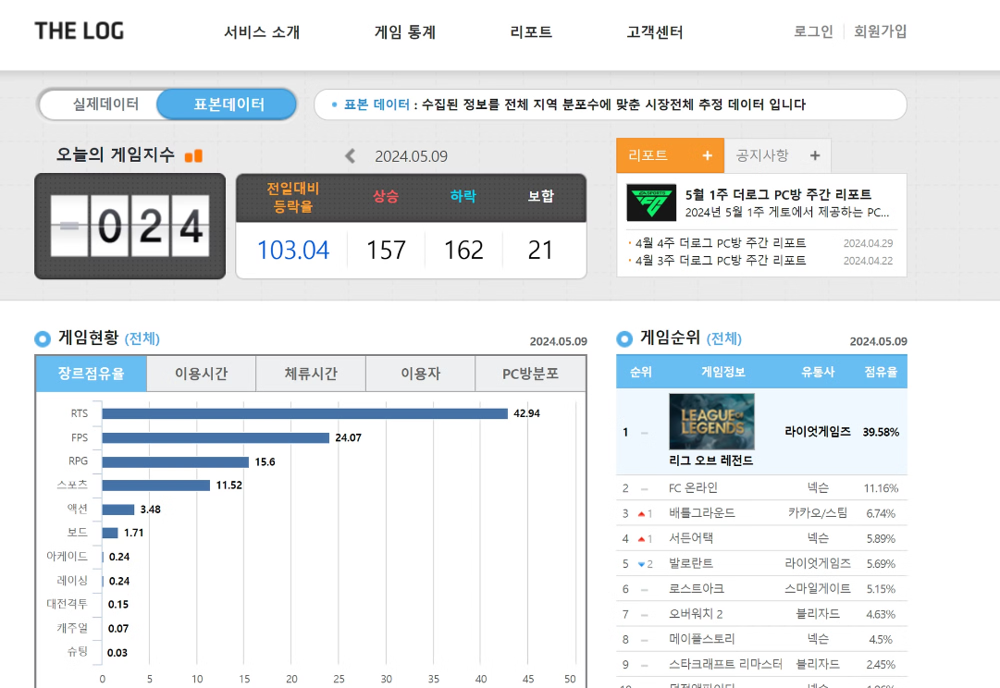 THE LOG
서비스 소개
게임 통계
리포트
고객센터
로그인
회원가입
실제데이터
표본데이터
• 표본 데이터 : 수집된 정보를 전체 지역 분포수에 맞춘 시장전체 추정 데이터 입니다
오늘의 게임지수
2024.05.09
- 0 2 4
전일대비
등락율
상승
하락
보합
103.04
157
162
21
리포트 +
공지사항 +
EA SPORTS
FC
5월 1주 더로그 PC방 주간 리포트
2024년 5월 1주 게토에서 제공하는 PC...
· 4월 4주 더로그 PC방 주간 리포트 2024.04.29
· 4월 3주 더로그 PC방 주간 리포트 2024.04.22
게임현황 (전체)
2024.05.09
장르점유율
이용시간
체류시간
이용자
PC방분포
RTS 42.94
FPS 24.07
RPG 15.6
스포츠 11.52
액션 3.48
보드 1.71
아케이드 0.24
레이싱 0.24
대전격투 0.15
캐주얼 0.07
슈팅 0.03
0 5 10 15 20 25 30 35 40 45 50
게임순위 (전체)
2024.05.09
순위 게임정보 유통사 점유율
LEAGUE OF
LEGENDS
1 - 리그 오브 레전드 라이엇게임즈 39.58%
2 - FC 온라인 넥슨 11.16%
3 ▲1 배틀그라운드 카카오/스팀 6.74%
4 ▲1 서든어택 넥슨 5.89%
5 ▼2 발로란트 라이엇게임즈 5.69%
6 - 로스트아크 스마일게이트 5.15%
7 - 오버워치 2 블리자드 4.63%
8 - 메이플스토리 넥슨 4.5%
9 - 스타크래프트 리마스터 블리자드 2.45%